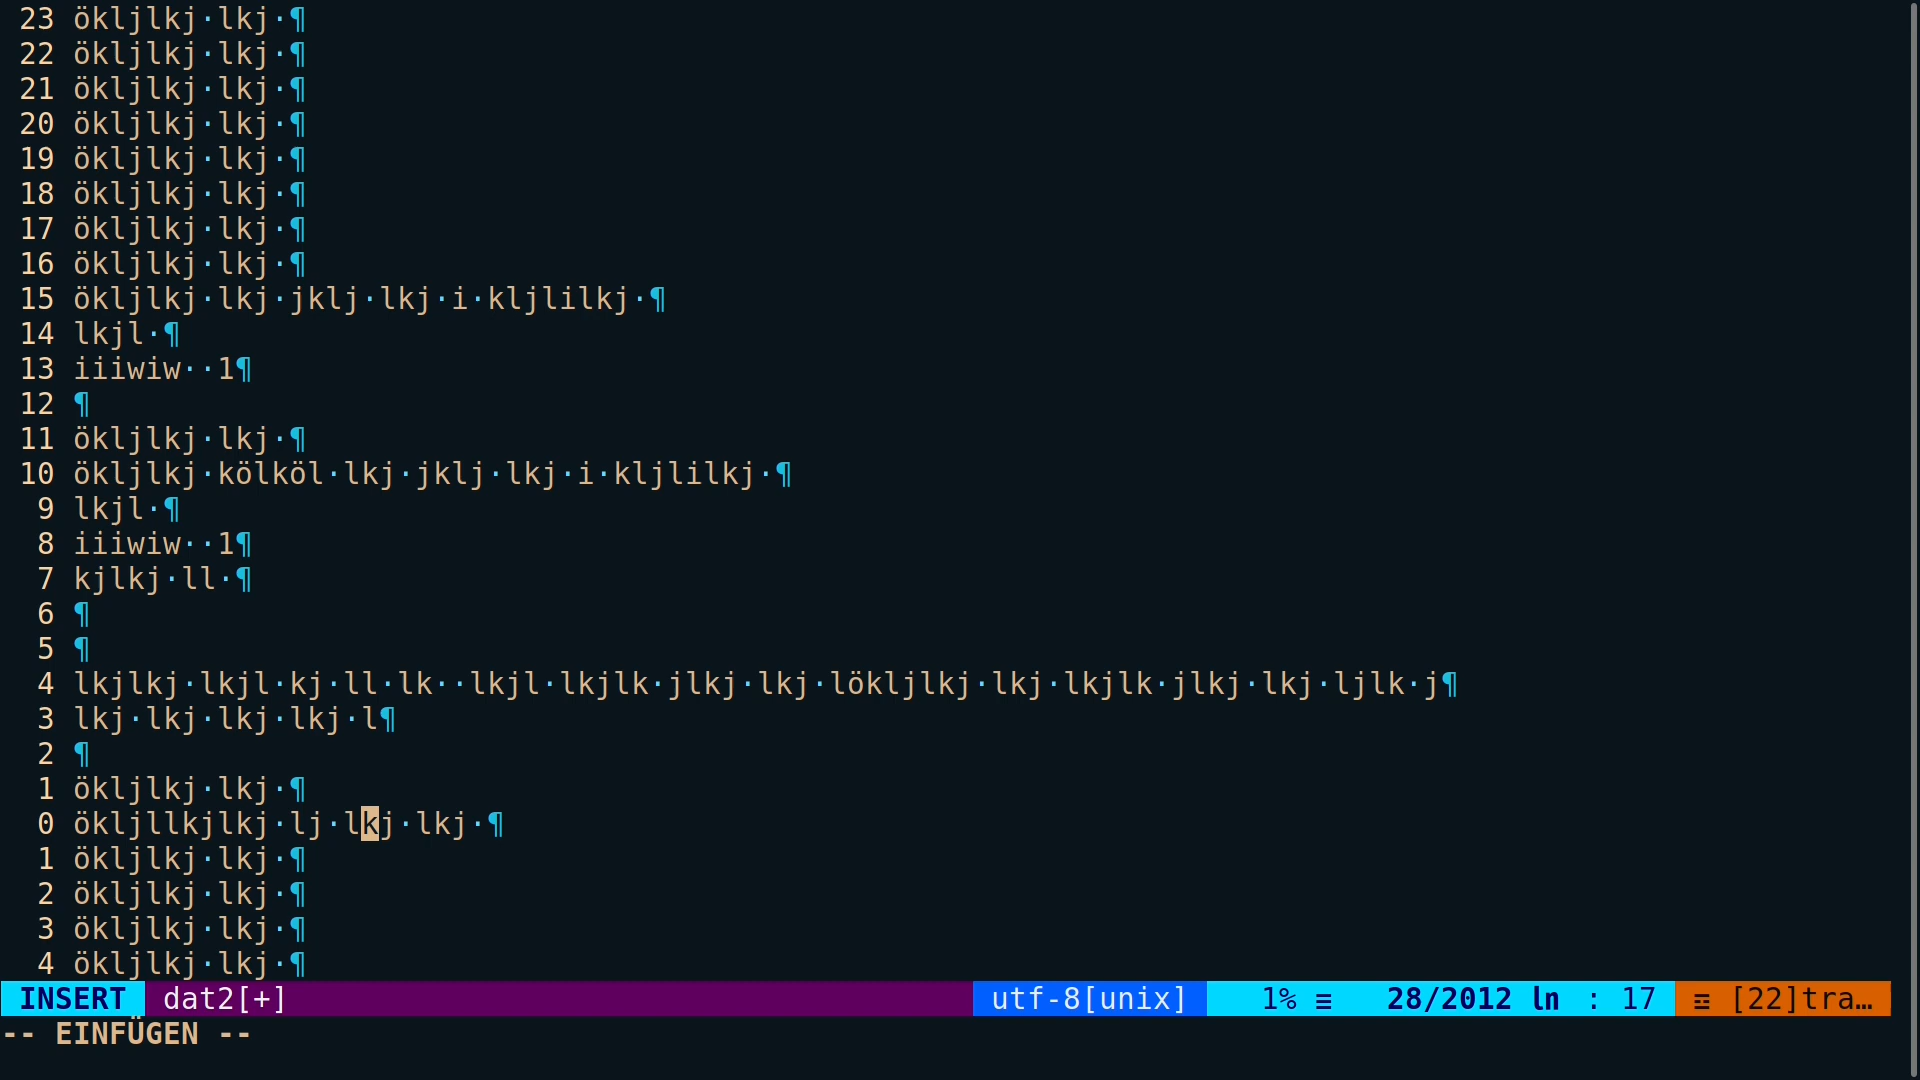 23 ökljlkj·lkj·¶
22 ökljlkj·lkj·¶
21 ökljlkj·lkj·¶
20 ökljlkj·lkj·¶
19 ökljlkj·lkj·¶
18 ökljlkj·lkj·¶
17 ökljlkj·lkj·¶
16 ökljlkj·lkj·¶
15 ökljlkj·lkj·jklj·lkj·i·kljlilkj·¶
14 lkjl·¶
13 iiiwiw··1¶
12 ¶
11 ökljlkj·lkj·¶
10 ökljlkj·kölköl·lkj·jklj·lkj·i·kljlilkj·¶
9 lkjl·¶
8 iiiwiw··1¶
7 kjlkj·ll·¶
6 ¶
5 ¶
4 lkjlkj·lkjl·kj·ll·lk··lkjl·lkjlk·jlkj·lkj·lökljlkj·lkj·lkjlk·jlkj·lkj·ljlk·j¶
3 lkj·lkj·lkj·lkj·l¶
2 ¶
1 ökljlkj·lkj·¶
0 ökljllkjlkj·lj·lkj·lkj·¶
1 ökljlkj·lkj·¶
2 ökljlkj·lkj·¶
3 ökljlkj·lkj·¶
4 ökljlkj·lkj·¶
INSERT dat2[+] utf-8[unix] 1% ≡ 28/2012 ln : 17 ≡ [22]tra…
-- EINFÜGEN --